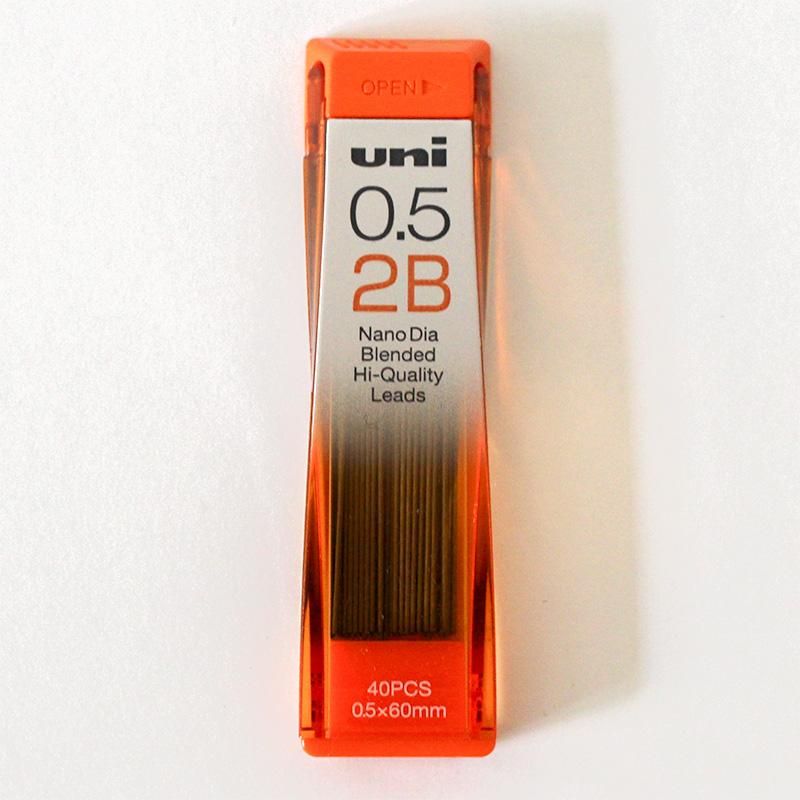 OPEN
uni
0.5
2B
Nano Dia
Blended
Hi-Quality
Leads
40PCS
0.5×60mm